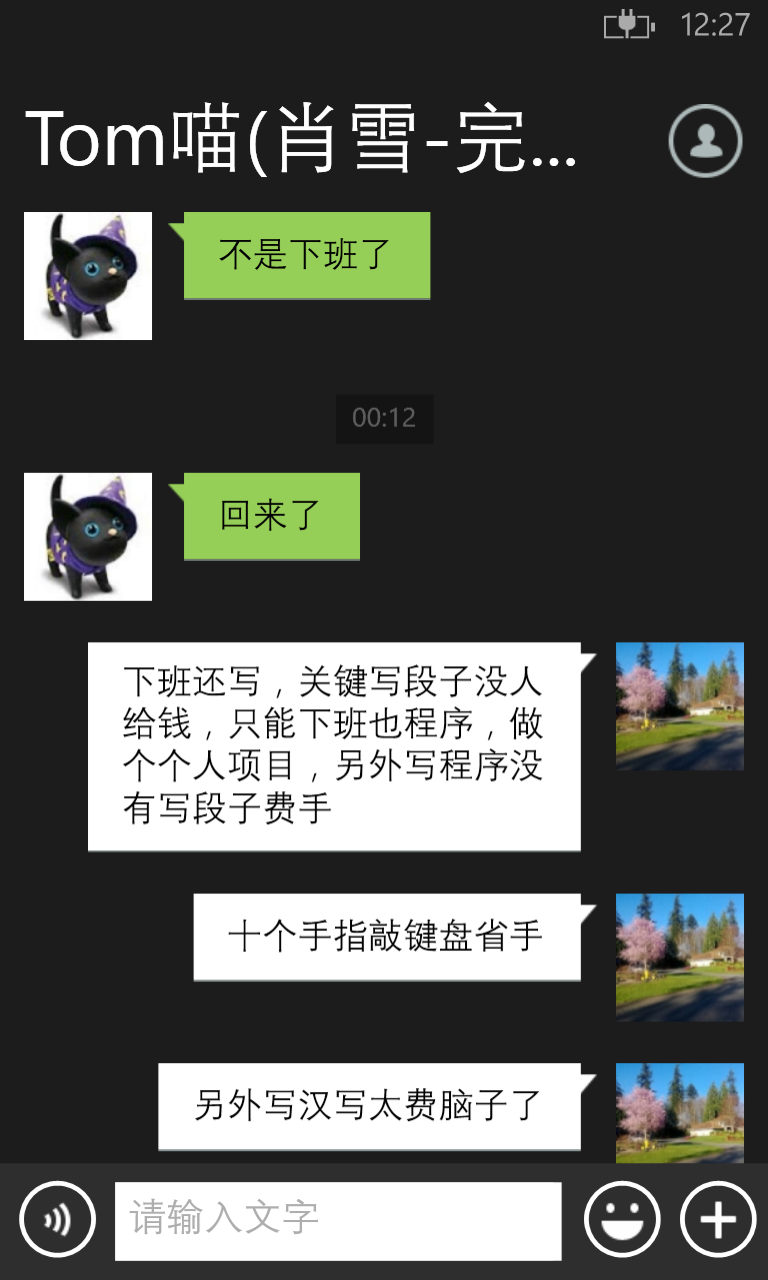 12:27
Tom喵(肖雪-完...
不是下班了
00:12
回来了
下班还写，关键写段子没人
给钱，只能下班也程序，做
个个人项目，另外写程序没
有写段子费手
十个手指敲键盘省手
另外写汉写太费脑子了
请输入文字